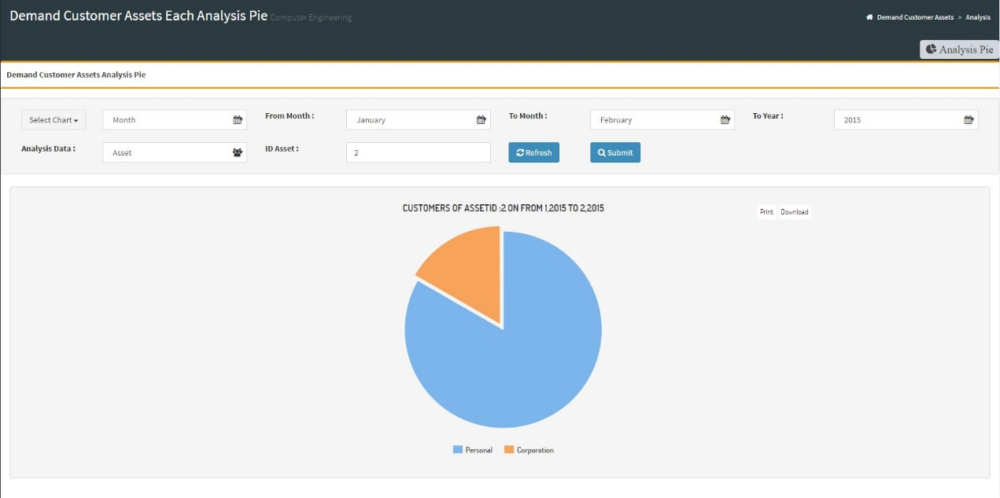 Demand Customer Assets Each Analysis Pie Computer Engineering
Demand Customer Assets > Analysis
Analysis Pie
Demand Customer Assets Analysis Pie
Select Chart Month From Month : January To Month : February To Year : 2015
Analysis Data : Asset ID Asset : 2 Refresh Submit
CUSTOMERS OF ASSETID :2 ON FROM 1,2015 TO 2,2015
Print Download
Personal Corporation